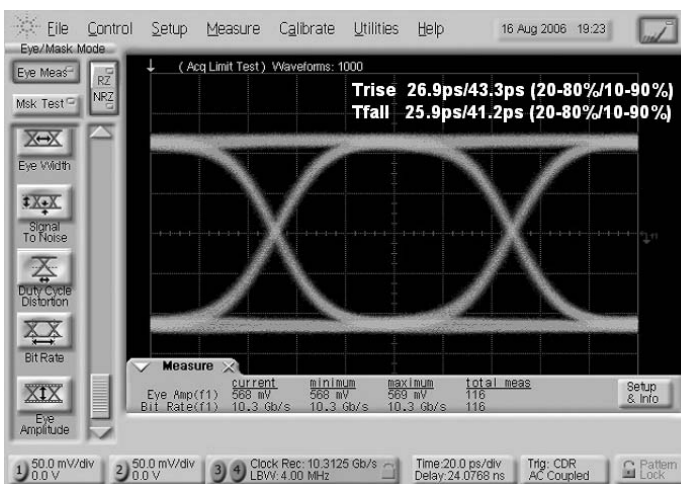 File Control Setup Measure Calibrate Utilities Help 16 Aug 2006 19:23
Eye/Mask Mode
Eye Meas
RZ
NRZ
Msk Test
( Acq Limit Test ) Waveforms: 1000
Trise 26.9ps/43.3ps (20-80%/10-90%)
Tfall 25.9ps/41.2ps (20-80%/10-90%)
Eye Width
Signal
To Noise
Duty Cycle
Distortion
Bit Rate
Eye
Amplitude
Measure
current minimum maximum total meas
Eye Amp(f1) 568 mV 568 mV 569 mV 116
Bit Rate(f1) 10.3 Gb/s 10.3 Gb/s 10.3 Gb/s 116
Setup
& Info
1) 50.0 mV/div
0.0 V
2) 50.0 mV/div
0.0 V
3) 4) Clock Rec: 10.3125 Gb/s
LBW: 4.00 MHz
Time:20.0 ps/div
Delay:24.0768 ns
Trig: CDR
AC Coupled
Pattern
Lock